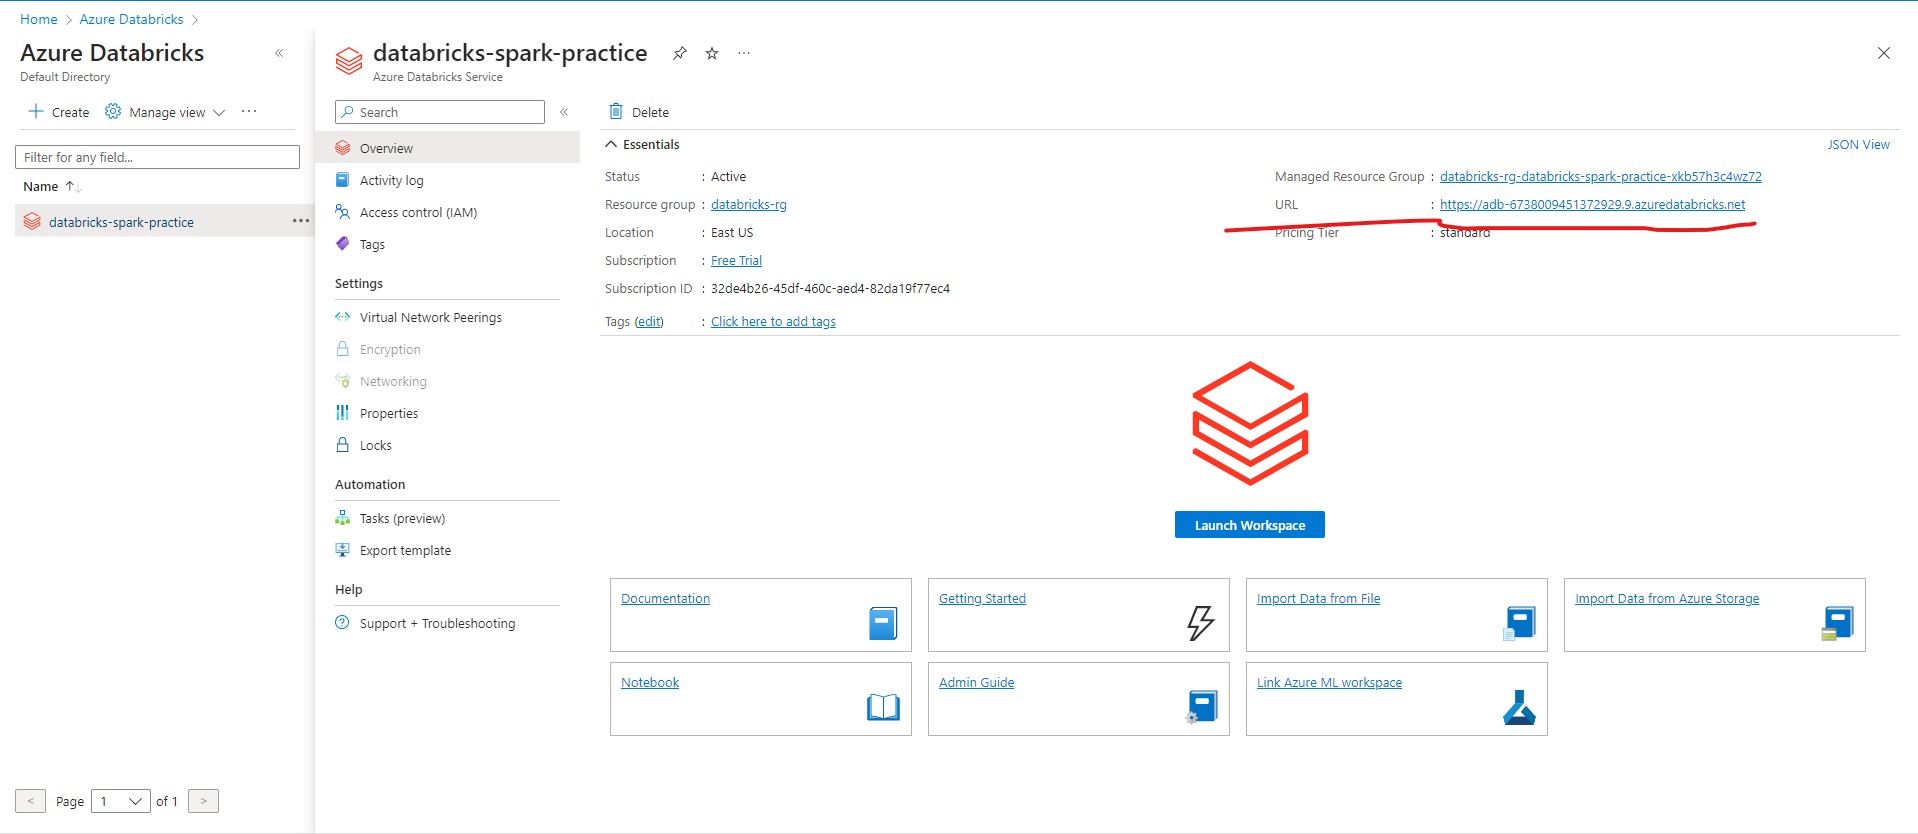 Home > Azure Databricks >
Azure Databricks «
Default Directory
Create Manage view ...
Filter for any field...
Name ↑↓
databricks-spark-practice ...
< Page 1 of 1 >
databricks-spark-practice ...
Azure Databricks Service
Search «
Overview
Activity log
Access control (IAM)
Tags
Settings
Virtual Network Peerings
Encryption
Networking
Properties
Locks
Automation
Tasks (preview)
Export template
Help
Support + Troubleshooting
Delete
Essentials
JSON View
Status : Active
Resource group : databricks-rg
Location : East US
Subscription : Free Trial
Subscription ID : 32de4b26-45df-460c-aed4-82da19f77ec4
Tags (edit) : Click here to add tags
Managed Resource Group : databricks-rg-databricks-spark-practice-xkb57h3c4wz72
URL : https://adb-6738009451372929.9.azuredatabricks.net
Pricing Tier : standard
Launch Workspace
Documentation
Getting Started
Import Data from File
Import Data from Azure Storage
Notebook
Admin Guide
Link Azure ML workspace